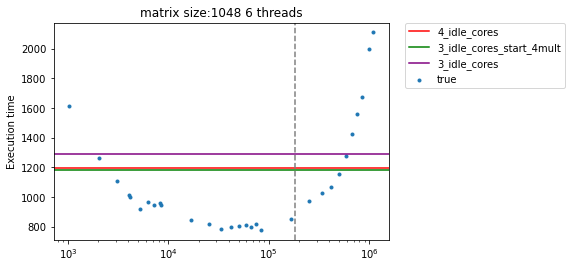 matrix size:1048 6 threads
Execution time
2000
1800
1600
1400
1200
1000
800
10³
10⁴
10⁵
10⁶
4_idle_cores
3_idle_cores_start_4mult
3_idle_cores
true